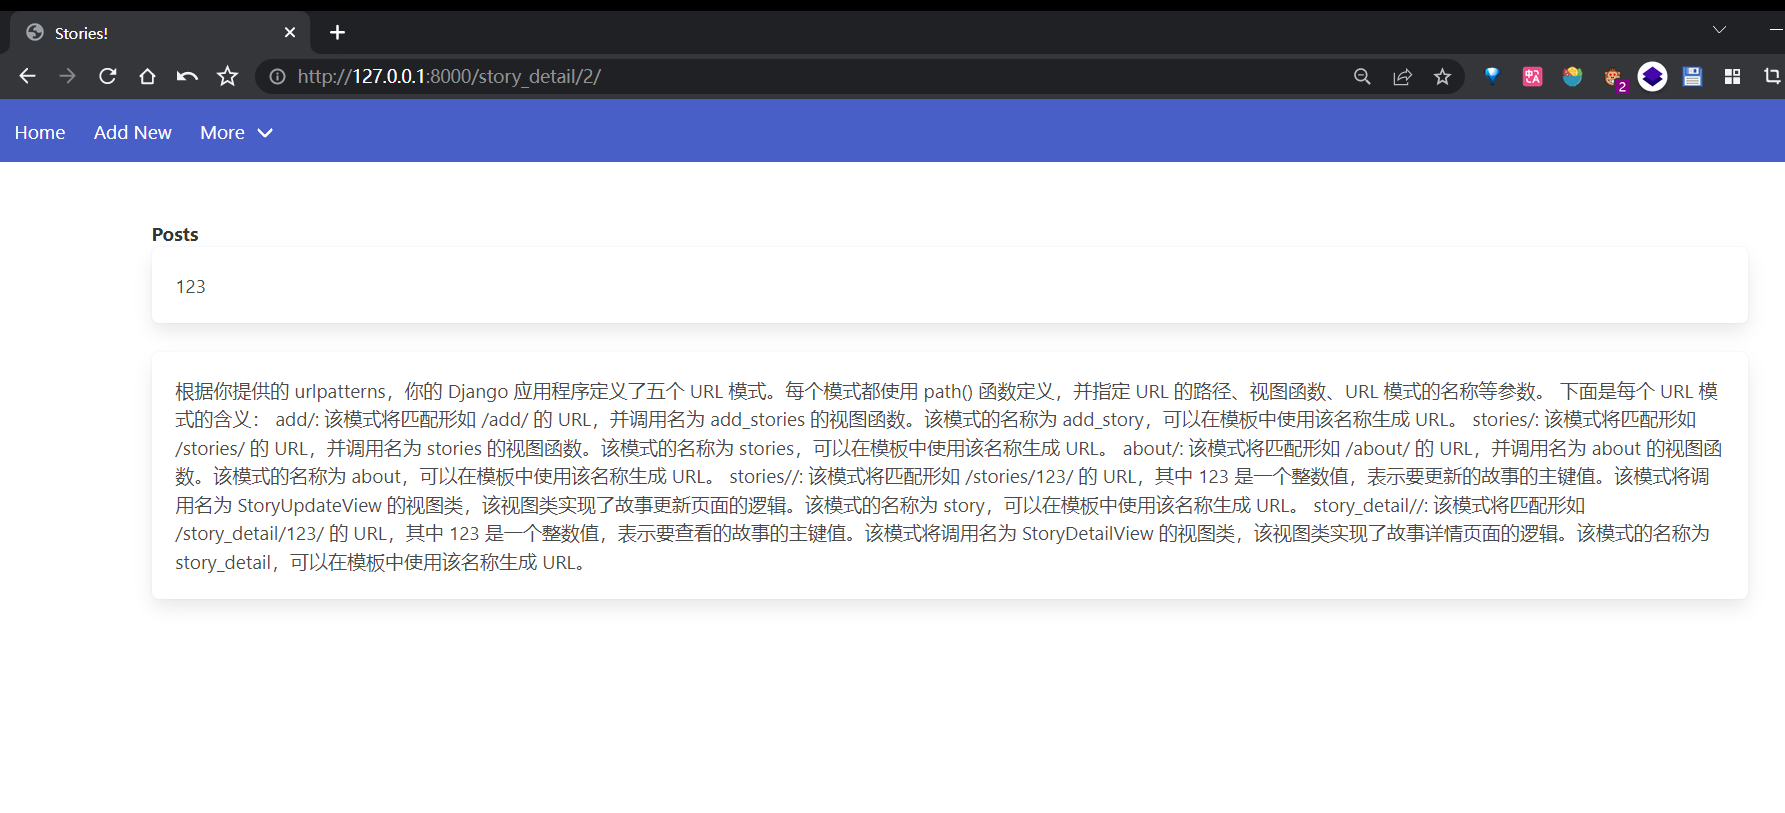 Stories!
http://127.0.0.1:8000/story_detail/2/
2
Home Add New More
Posts
123
根据你提供的 urlpatterns，你的 Django 应用程序定义了五个 URL 模式。每个模式都使用 path() 函数定义，并指定 URL 的路径、视图函数、URL 模式的名称等参数。 下面是每个 URL 模
式的含义： add/: 该模式将匹配形如 /add/ 的 URL，并调用名为 add_stories 的视图函数。该模式的名称为 add_story，可以在模板中使用该名称生成 URL。 stories/: 该模式将匹配形如
/stories/ 的 URL，并调用名为 stories 的视图函数。该模式的名称为 stories，可以在模板中使用该名称生成 URL。 about/: 该模式将匹配形如 /about/ 的 URL，并调用名为 about 的视图函
数。该模式的名称为 about，可以在模板中使用该名称生成 URL。 stories//: 该模式将匹配形如 /stories/123/ 的 URL，其中 123 是一个整数值，表示要更新的故事的主键值。该模式将调
用名为 StoryUpdateView 的视图类，该视图类实现了故事更新页面的逻辑。该模式的名称为 story，可以在模板中使用该名称生成 URL。 story_detail//: 该模式将匹配形如
/story_detail/123/ 的 URL，其中 123 是一个整数值，表示要查看的故事的主键值。该模式将调用名为 StoryDetailView 的视图类，该视图类实现了故事详情页面的逻辑。该模式的名称为
story_detail，可以在模板中使用该名称生成 URL。